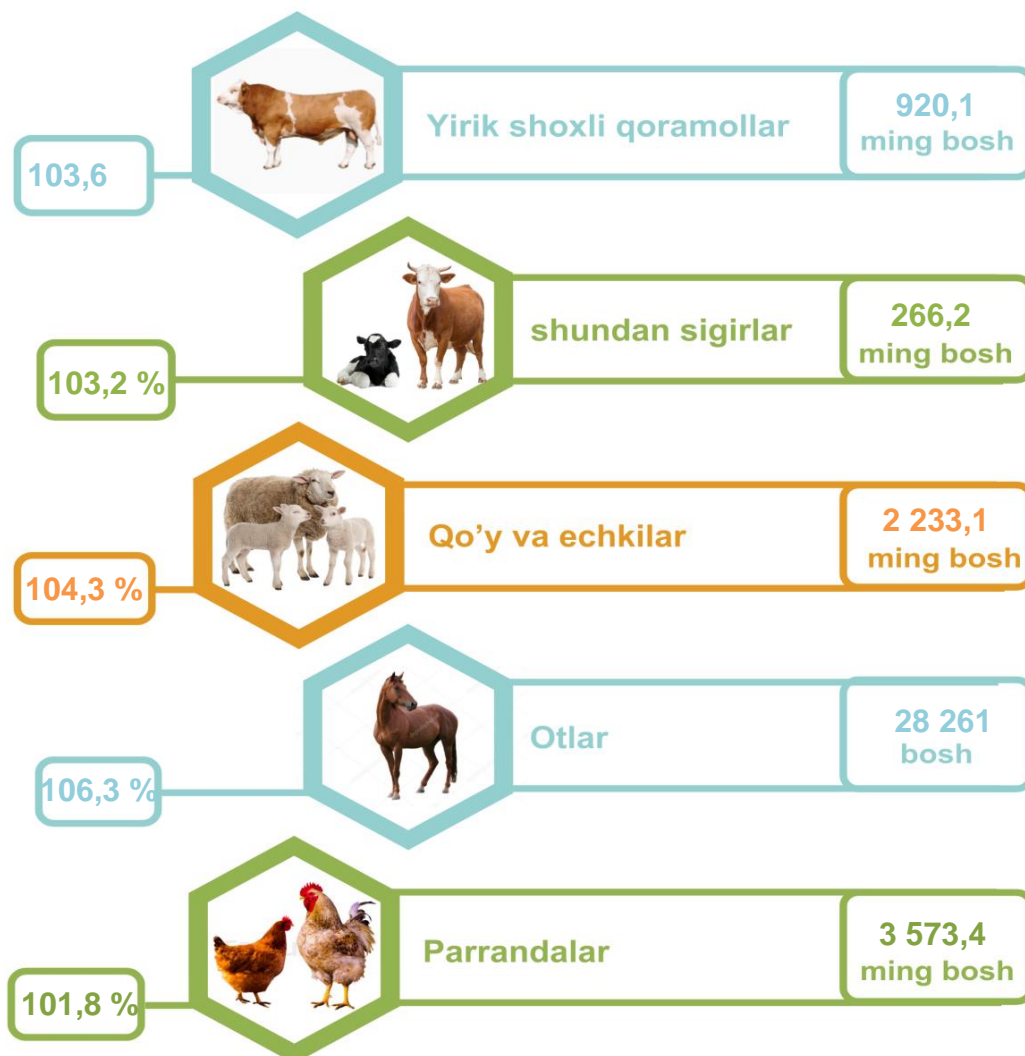 920,1
Yirik shoxli qoramollar
ming bosh
103,6
266,2
shundan sigirlar
ming bosh
103,2 %
2 233,1
Qo'y va echkilar
ming bosh
104,3 %
28 261
Otlar
bosh
106,3 %
3 573,4
Parrandalar
ming bosh
101,8 %